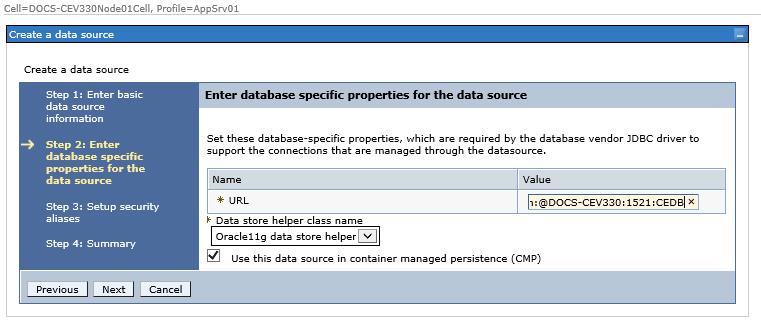 Cell=DOCS-CEV330Node01Cell, Profile=AppSrv01
Create a data source
Create a data source
Step 1: Enter basic
data source
information
Step 2: Enter
database specific
properties for the
data source
Step 3: Setup security
aliases
Step 4: Summary
Enter database specific properties for the data source
Set these database-specific properties, which are required by the database vendor JDBC driver to
support the connections that are managed through the datasource.
Name Value
* URL :@DOCS-CEV330:1521:CEDB
Data store helper class name
Oracle11g data store helper
Use this data source in container managed persistence (CMP)
Previous Next Cancel